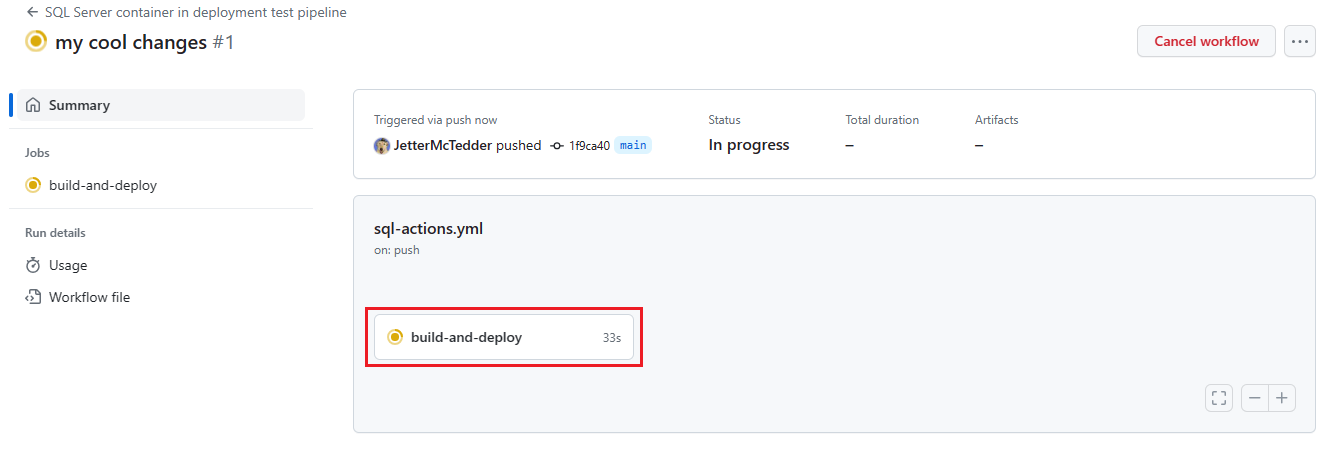 SQL Server container in deployment test pipeline
my cool changes #1
Cancel workflow
Summary
Jobs
build-and-deploy
Run details
Usage
Workflow file
Triggered via push now
JetterMcTedder pushed 1f9ca40 main
Status
In progress
Total duration
–
Artifacts
–
sql-actions.yml
on: push
build-and-deploy 33s